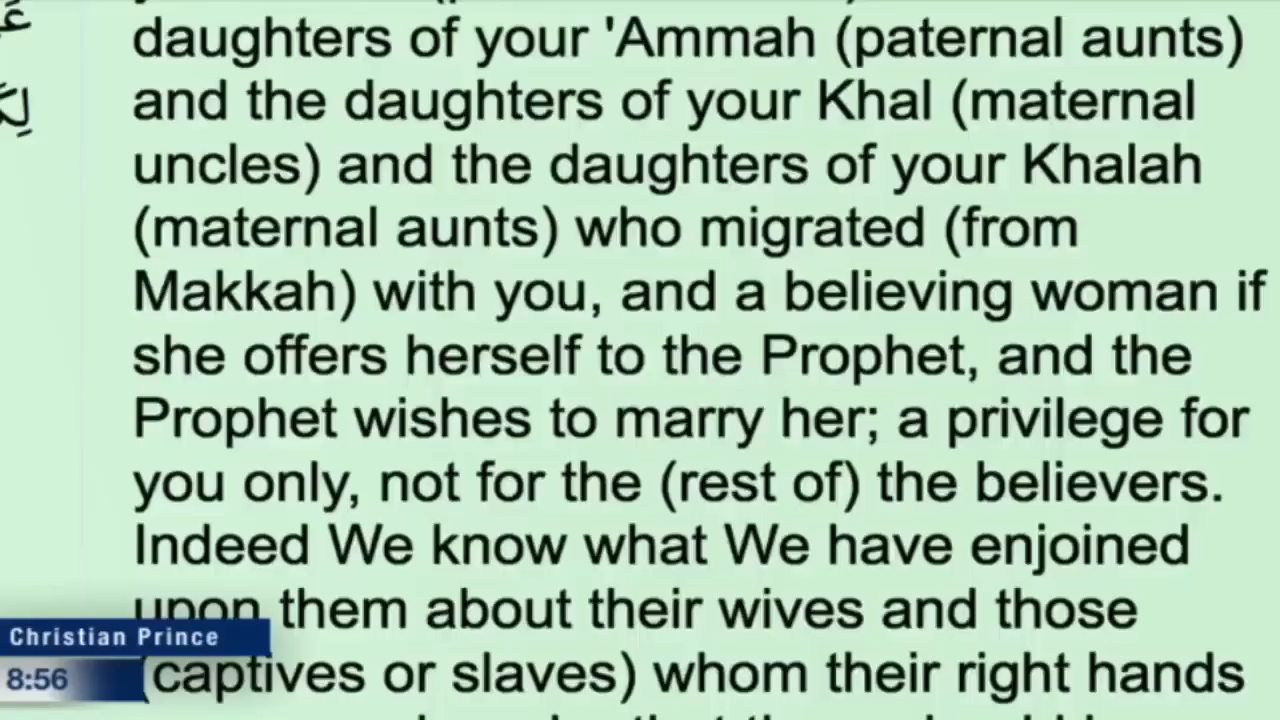 daughters of your 'Ammah (paternal aunts)
and the daughters of your Khal (maternal
uncles) and the daughters of your Khalah
(maternal aunts) who migrated (from
Makkah) with you, and a believing woman if
she offers herself to the Prophet, and the
Prophet wishes to marry her; a privilege for
you only, not for the (rest of) the believers.
Indeed We know what We have enjoined
upon them about their wives and those
(captives or slaves) whom their right hands
Christian Prince
8:56